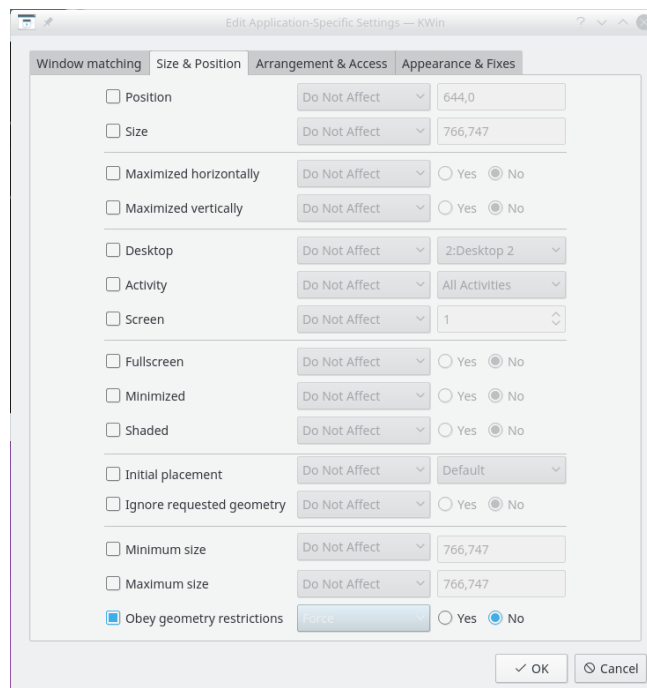 Edit Application-Specific Settings — KWin
Window matching Size & Position Arrangement & Access Appearance & Fixes
Position Do Not Affect 644,0
Size Do Not Affect 766,747
Maximized horizontally Do Not Affect Yes No
Maximized vertically Do Not Affect Yes No
Desktop Do Not Affect 2:Desktop 2
Activity Do Not Affect All Activities
Screen Do Not Affect 1
Fullscreen Do Not Affect Yes No
Minimized Do Not Affect Yes No
Shaded Do Not Affect Yes No
Initial placement Do Not Affect Default
Ignore requested geometry Do Not Affect Yes No
Minimum size Do Not Affect 766,747
Maximum size Do Not Affect 766,747
Obey geometry restrictions Force Yes No
OK Cancel